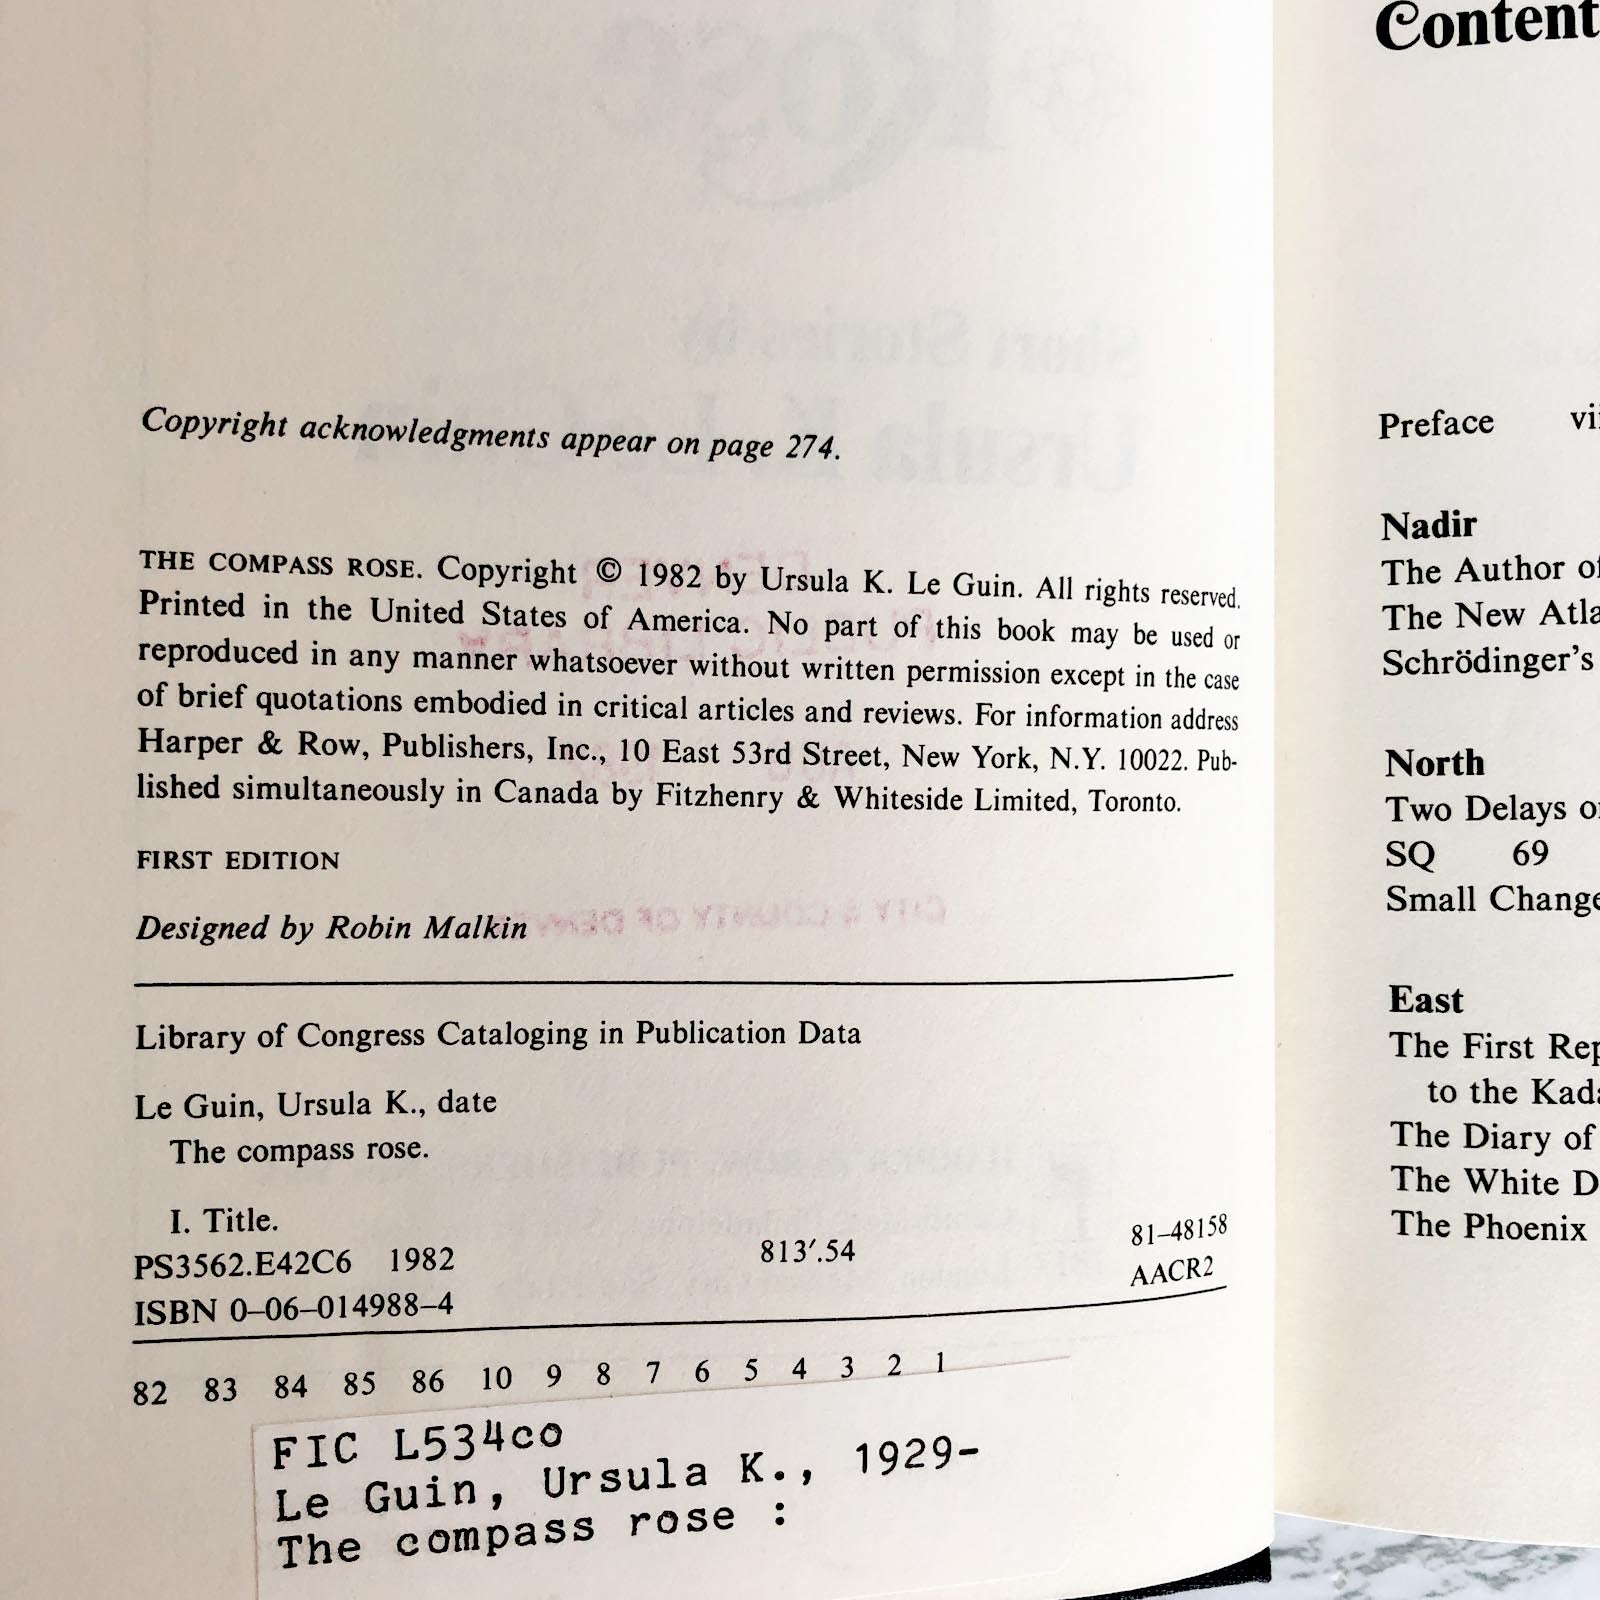 Copyright acknowledgments appear on page 274.
THE COMPASS ROSE. Copyright © 1982 by Ursula K. Le Guin. All rights reserved.
Printed in the United States of America. No part of this book may be used or
reproduced in any manner whatsoever without written permission except in the case
of brief quotations embodied in critical articles and reviews. For information address
Harper & Row, Publishers, Inc., 10 East 53rd Street, New York, N.Y. 10022. Pub-
lished simultaneously in Canada by Fitzhenry & Whiteside Limited, Toronto.
FIRST EDITION
Designed by Robin Malkin
Library of Congress Cataloging in Publication Data
Le Guin, Ursula K., date
The compass rose.
I. Title.
PS3562.E42C6 1982 813′.54 81–48158
AACR2
ISBN 0–06–014988–4
82 83 84 85 86 10 9 8 7 6 5 4 3 2 1
FIC L534co
Le Guin, Ursula K., 1929-
The compass rose :
Content
Preface vii
Nadir
The Author of
The New Atla
Schrödinger's
North
Two Delays on
SQ 69
Small Change
East
The First Rep
to the Kada
The Diary of
The White D
The Phoenix